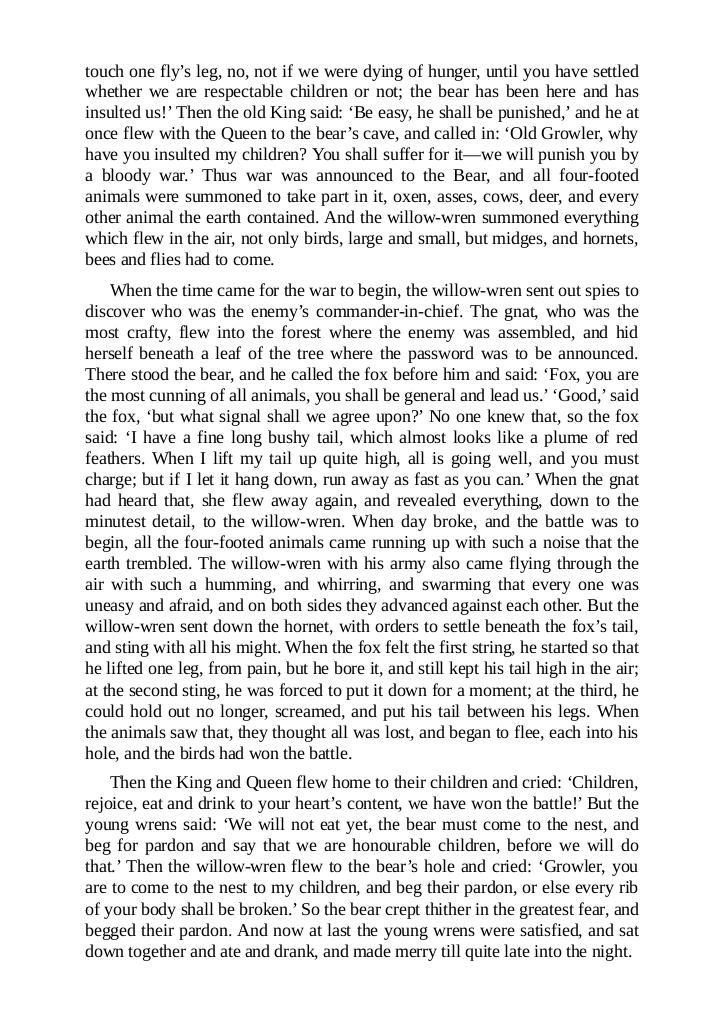 touch one fly’s leg, no, not if we were dying of hunger, until you have settled
whether we are respectable children or not; the bear has been here and has
insulted us!’ Then the old King said: ‘Be easy, he shall be punished,’ and he at
once flew with the Queen to the bear’s cave, and called in: ‘Old Growler, why
have you insulted my children? You shall suffer for it—we will punish you by
a bloody war.’ Thus war was announced to the Bear, and all four-footed
animals were summoned to take part in it, oxen, asses, cows, deer, and every
other animal the earth contained. And the willow-wren summoned everything
which flew in the air, not only birds, large and small, but midges, and hornets,
bees and flies had to come.
When the time came for the war to begin, the willow-wren sent out spies to
discover who was the enemy’s commander-in-chief. The gnat, who was the
most crafty, flew into the forest where the enemy was assembled, and hid
herself beneath a leaf of the tree where the password was to be announced.
There stood the bear, and he called the fox before him and said: ‘Fox, you are
the most cunning of all animals, you shall be general and lead us.’ ‘Good,’ said
the fox, ‘but what signal shall we agree upon?’ No one knew that, so the fox
said: ‘I have a fine long bushy tail, which almost looks like a plume of red
feathers. When I lift my tail up quite high, all is going well, and you must
charge; but if I let it hang down, run away as fast as you can.’ When the gnat
had heard that, she flew away again, and revealed everything, down to the
minutest detail, to the willow-wren. When day broke, and the battle was to
begin, all the four-footed animals came running up with such a noise that the
earth trembled. The willow-wren with his army also came flying through the
air with such a humming, and whirring, and swarming that every one was
uneasy and afraid, and on both sides they advanced against each other. But the
willow-wren sent down the hornet, with orders to settle beneath the fox’s tail,
and sting with all his might. When the fox felt the first string, he started so that
he lifted one leg, from pain, but he bore it, and still kept his tail high in the air;
at the second sting, he was forced to put it down for a moment; at the third, he
could hold out no longer, screamed, and put his tail between his legs. When
the animals saw that, they thought all was lost, and began to flee, each into his
hole, and the birds had won the battle.
Then the King and Queen flew home to their children and cried: ‘Children,
rejoice, eat and drink to your heart’s content, we have won the battle!’ But the
young wrens said: ‘We will not eat yet, the bear must come to the nest, and
beg for pardon and say that we are honourable children, before we will do
that.’ Then the willow-wren flew to the bear’s hole and cried: ‘Growler, you
are to come to the nest to my children, and beg their pardon, or else every rib
of your body shall be broken.’ So the bear crept thither in the greatest fear, and
begged their pardon. And now at last the young wrens were satisfied, and sat
down together and ate and drank, and made merry till quite late into the night.